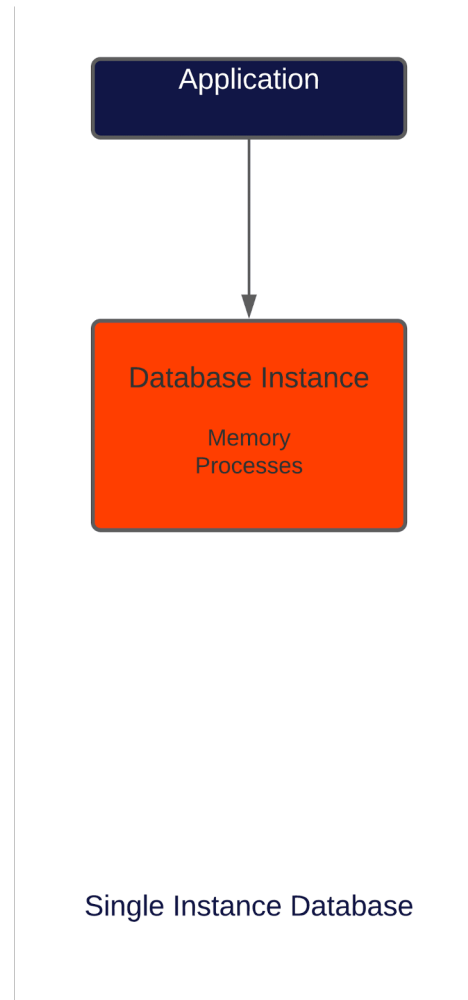 Application
Database Instance
Memory
Processes
Single Instance Database